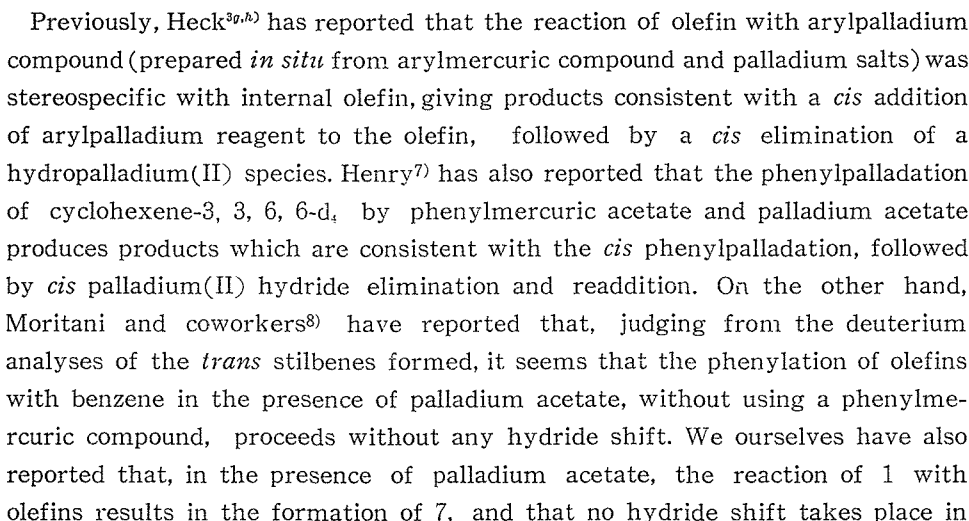 Previously, Heck³ᵍ·ʰ⁾ has reported that the reaction of olefin with arylpalladium
compound (prepared in situ from arylmercuric compound and palladium salts) was
stereospecific with internal olefin, giving products consistent with a cis addition
of arylpalladium reagent to the olefin, followed by a cis elimination of a
hydropalladium(II) species. Henry⁷⁾ has also reported that the phenylpalladation
of cyclohexene-3, 3, 6, 6-d₄ by phenylmercuric acetate and palladium acetate
produces products which are consistent with the cis phenylpalladation, followed
by cis palladium(II) hydride elimination and readdition. On the other hand,
Moritani and coworkers⁸⁾ have reported that, judging from the deuterium
analyses of the trans stilbenes formed, it seems that the phenylation of olefins
with benzene in the presence of palladium acetate, without using a phenylme-
rcuric compound, proceeds without any hydride shift. We ourselves have also
reported that, in the presence of palladium acetate, the reaction of 1 with
olefins results in the formation of 7, and that no hydride shift takes place in